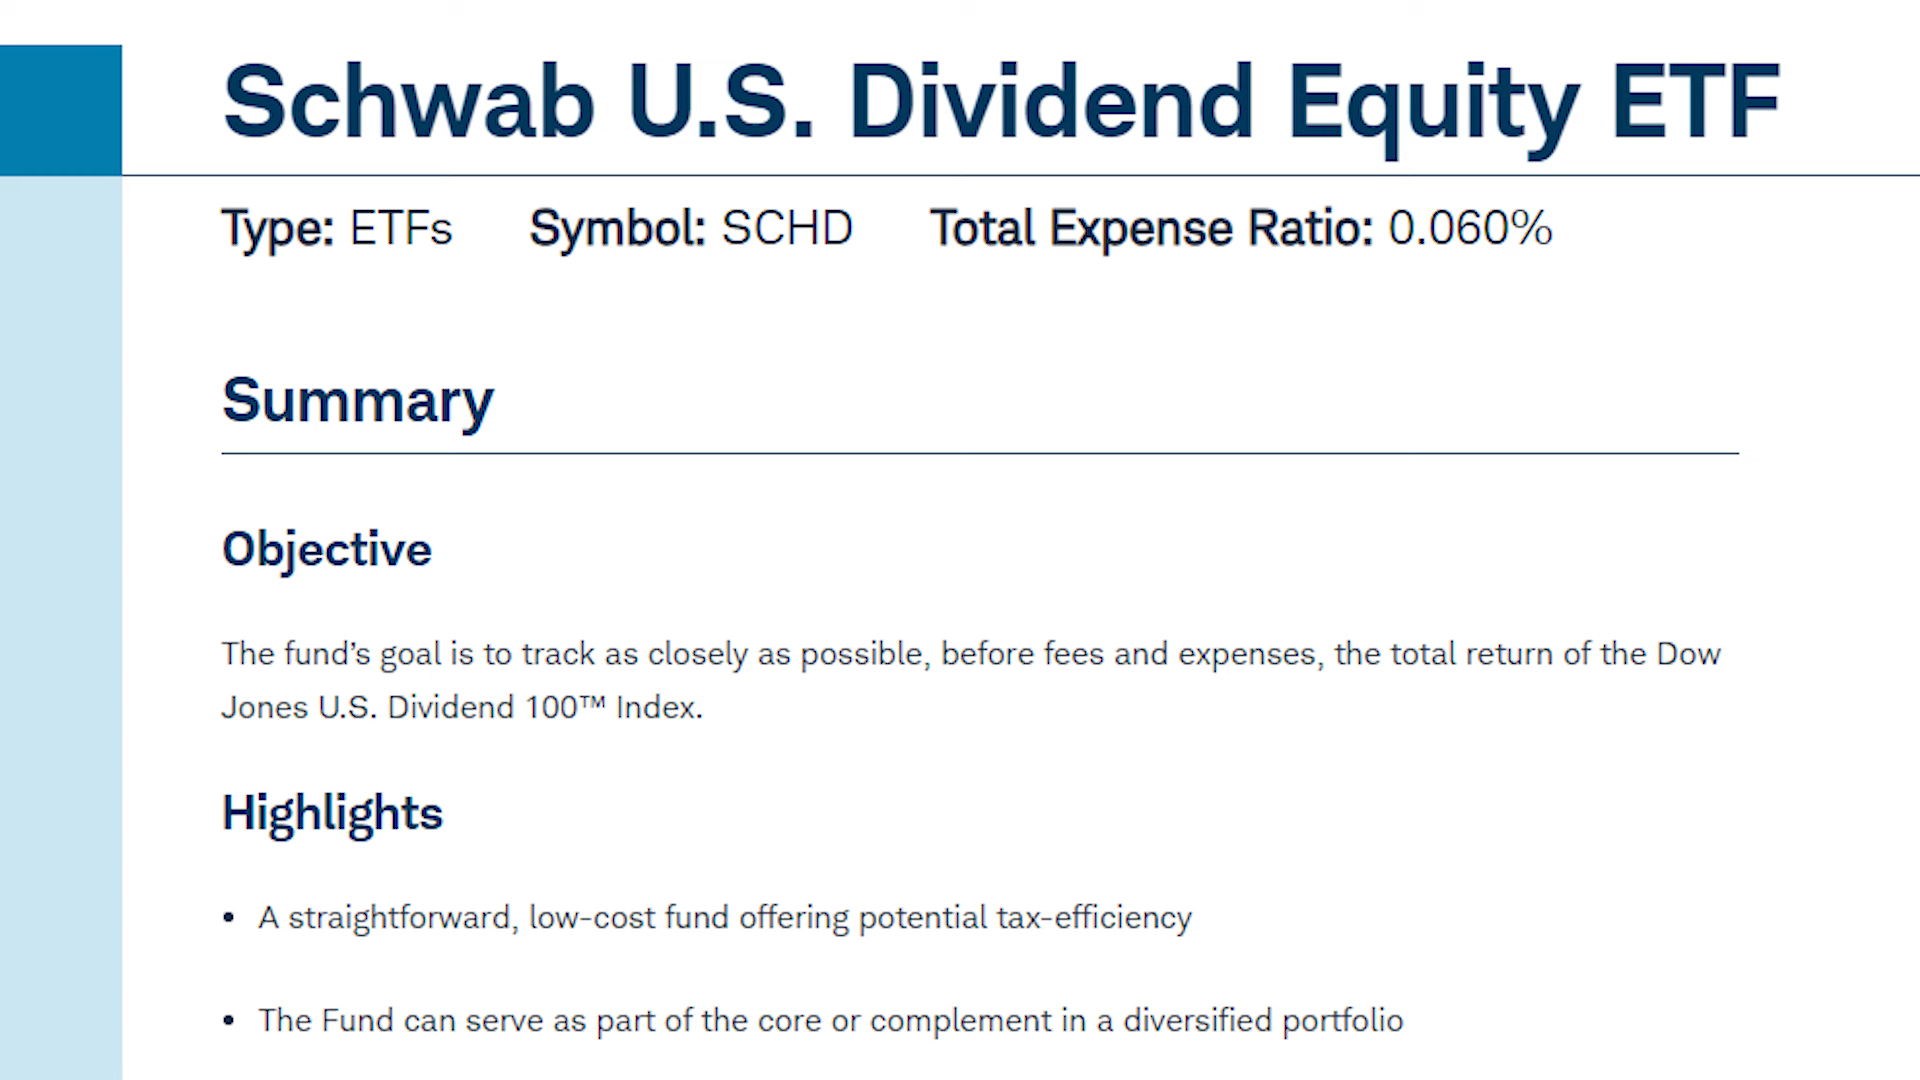 Schwab U.S. Dividend Equity ETF
Type: ETFs Symbol: SCHD Total Expense Ratio: 0.060%
Summary
Objective
The fund’s goal is to track as closely as possible, before fees and expenses, the total return of the Dow
Jones U.S. Dividend 100™ Index.
Highlights
• A straightforward, low-cost fund offering potential tax-efficiency
• The Fund can serve as part of the core or complement in a diversified portfolio